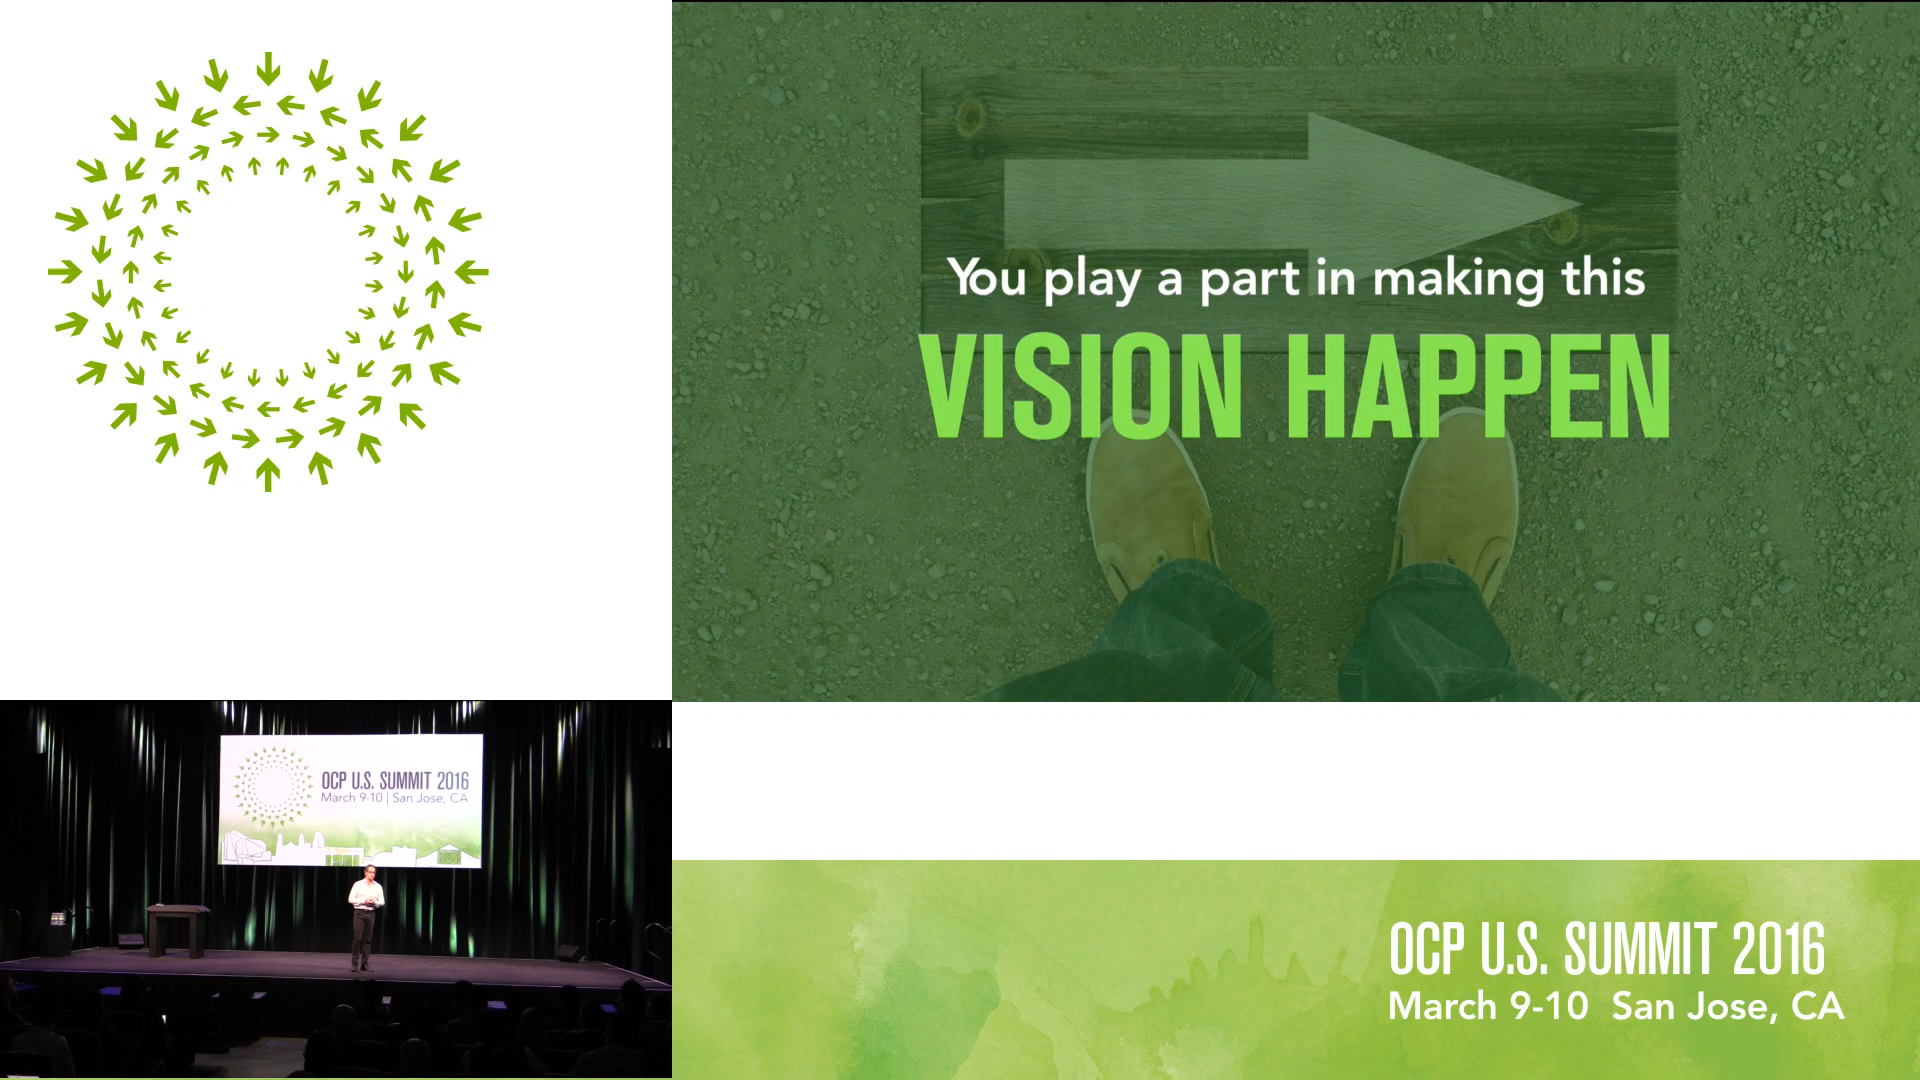 You play a part in making this
VISION HAPPEN
OCP U.S. SUMMIT 2016
March 9-10 | San Jose, CA
OCP U.S. SUMMIT 2016
March 9-10 San Jose, CA